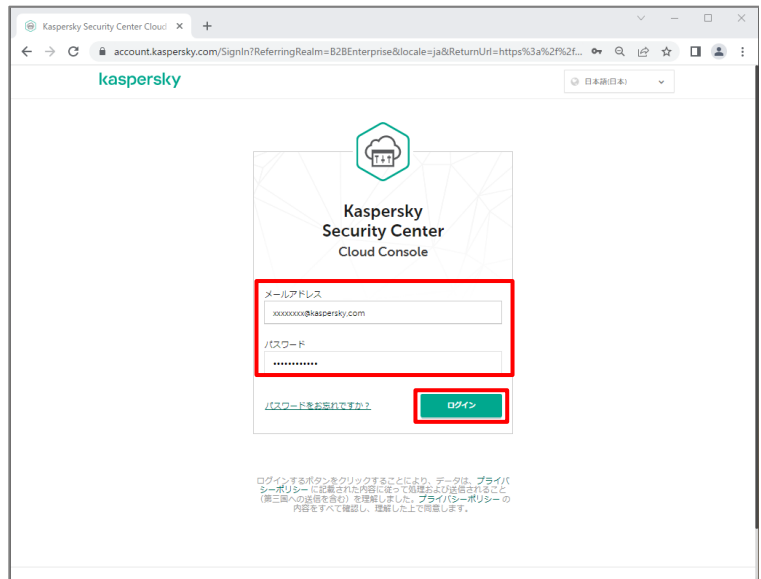 Kaspersky Security Center Cloud
account.kaspersky.com/SignIn?ReferringRealm=B2BEnterprise&locale=ja&ReturnUrl=https%3a%2f%2f...
kaspersky
日本語(日本)
Kaspersky
Security Center
Cloud Console
メールアドレス
xxxxxxxx@kaspersky.com
パスワード
••••••••••••
パスワードをお忘れですか？
ログイン
ログインするボタンをクリックすることにより、データは、プライバ
シーポリシー に記載された内容に従って処理および送信されること
（第三国への送信を含む）を理解しました。プライバシーポリシー の
内容をすべて確認し、理解した上で同意します。